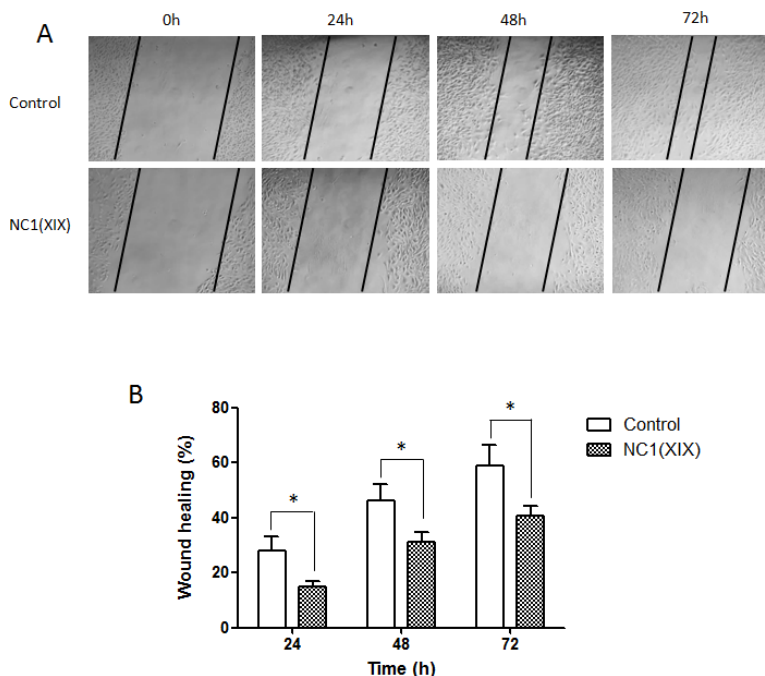 A
0h 24h 48h 72h
Control
NC1(XIX)
B
Wound healing (%)
80
60
40
20
0
*
*
*
24 48 72
Time (h)
Control
NC1(XIX)